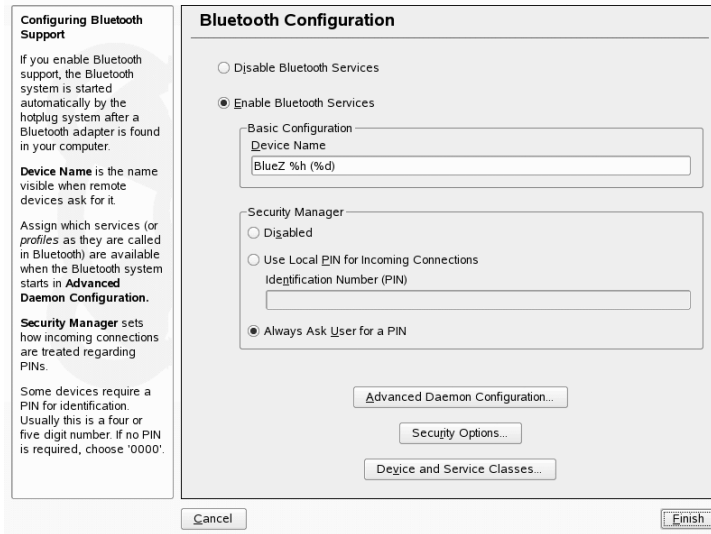 Configuring Bluetooth
Support
If you enable Bluetooth
support, the Bluetooth
system is started
automatically by the
hotplug system after a
Bluetooth adapter is found
in your computer.
Device Name is the name
visible when remote
devices ask for it.
Assign which services (or
profiles as they are called
in Bluetooth) are available
when the Bluetooth system
starts in Advanced
Daemon Configuration.
Security Manager sets
how incoming connections
are treated regarding
PINs.
Some devices require a
PIN for identification.
Usually this is a four or
five digit number. If no PIN
is required, choose '0000'.
Bluetooth Configuration
Disable Bluetooth Services
Enable Bluetooth Services
Basic Configuration
Device Name
BlueZ %h (%d)
Security Manager
Disabled
Use Local PIN for Incoming Connections
Identification Number (PIN)
Always Ask User for a PIN
Advanced Daemon Configuration...
Security Options...
Device and Service Classes...
Cancel
Finish